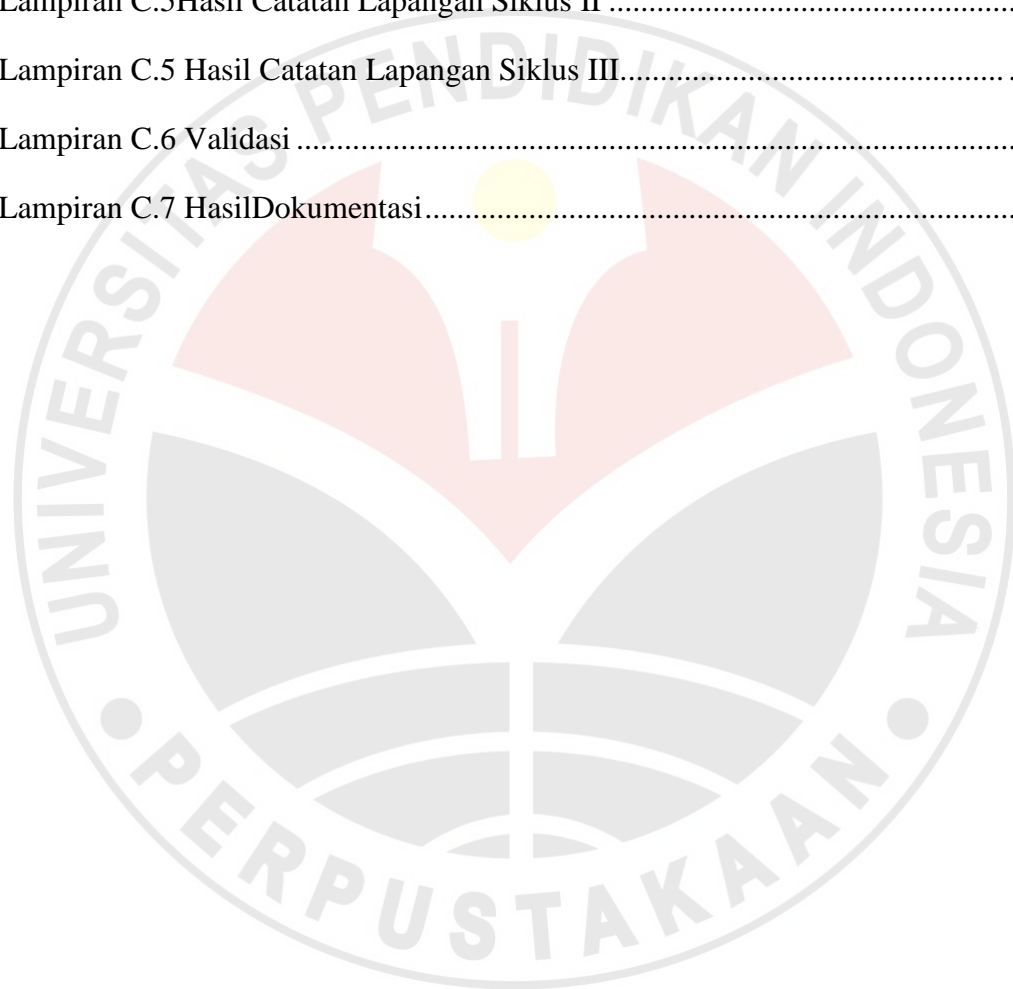 Lampiran C.5Hasil Catatan Lapangan Siklus II ....................................................
Lampiran C.5 Hasil Catatan Lapangan Siklus III................................................. .
Lampiran C.6 Validasi ...........................................................................................
Lampiran C.7 HasilDokumentasi...........................................................................
UNIVERSITAS PENDIDIKAN INDONESIA
PERPUSTAKAAN